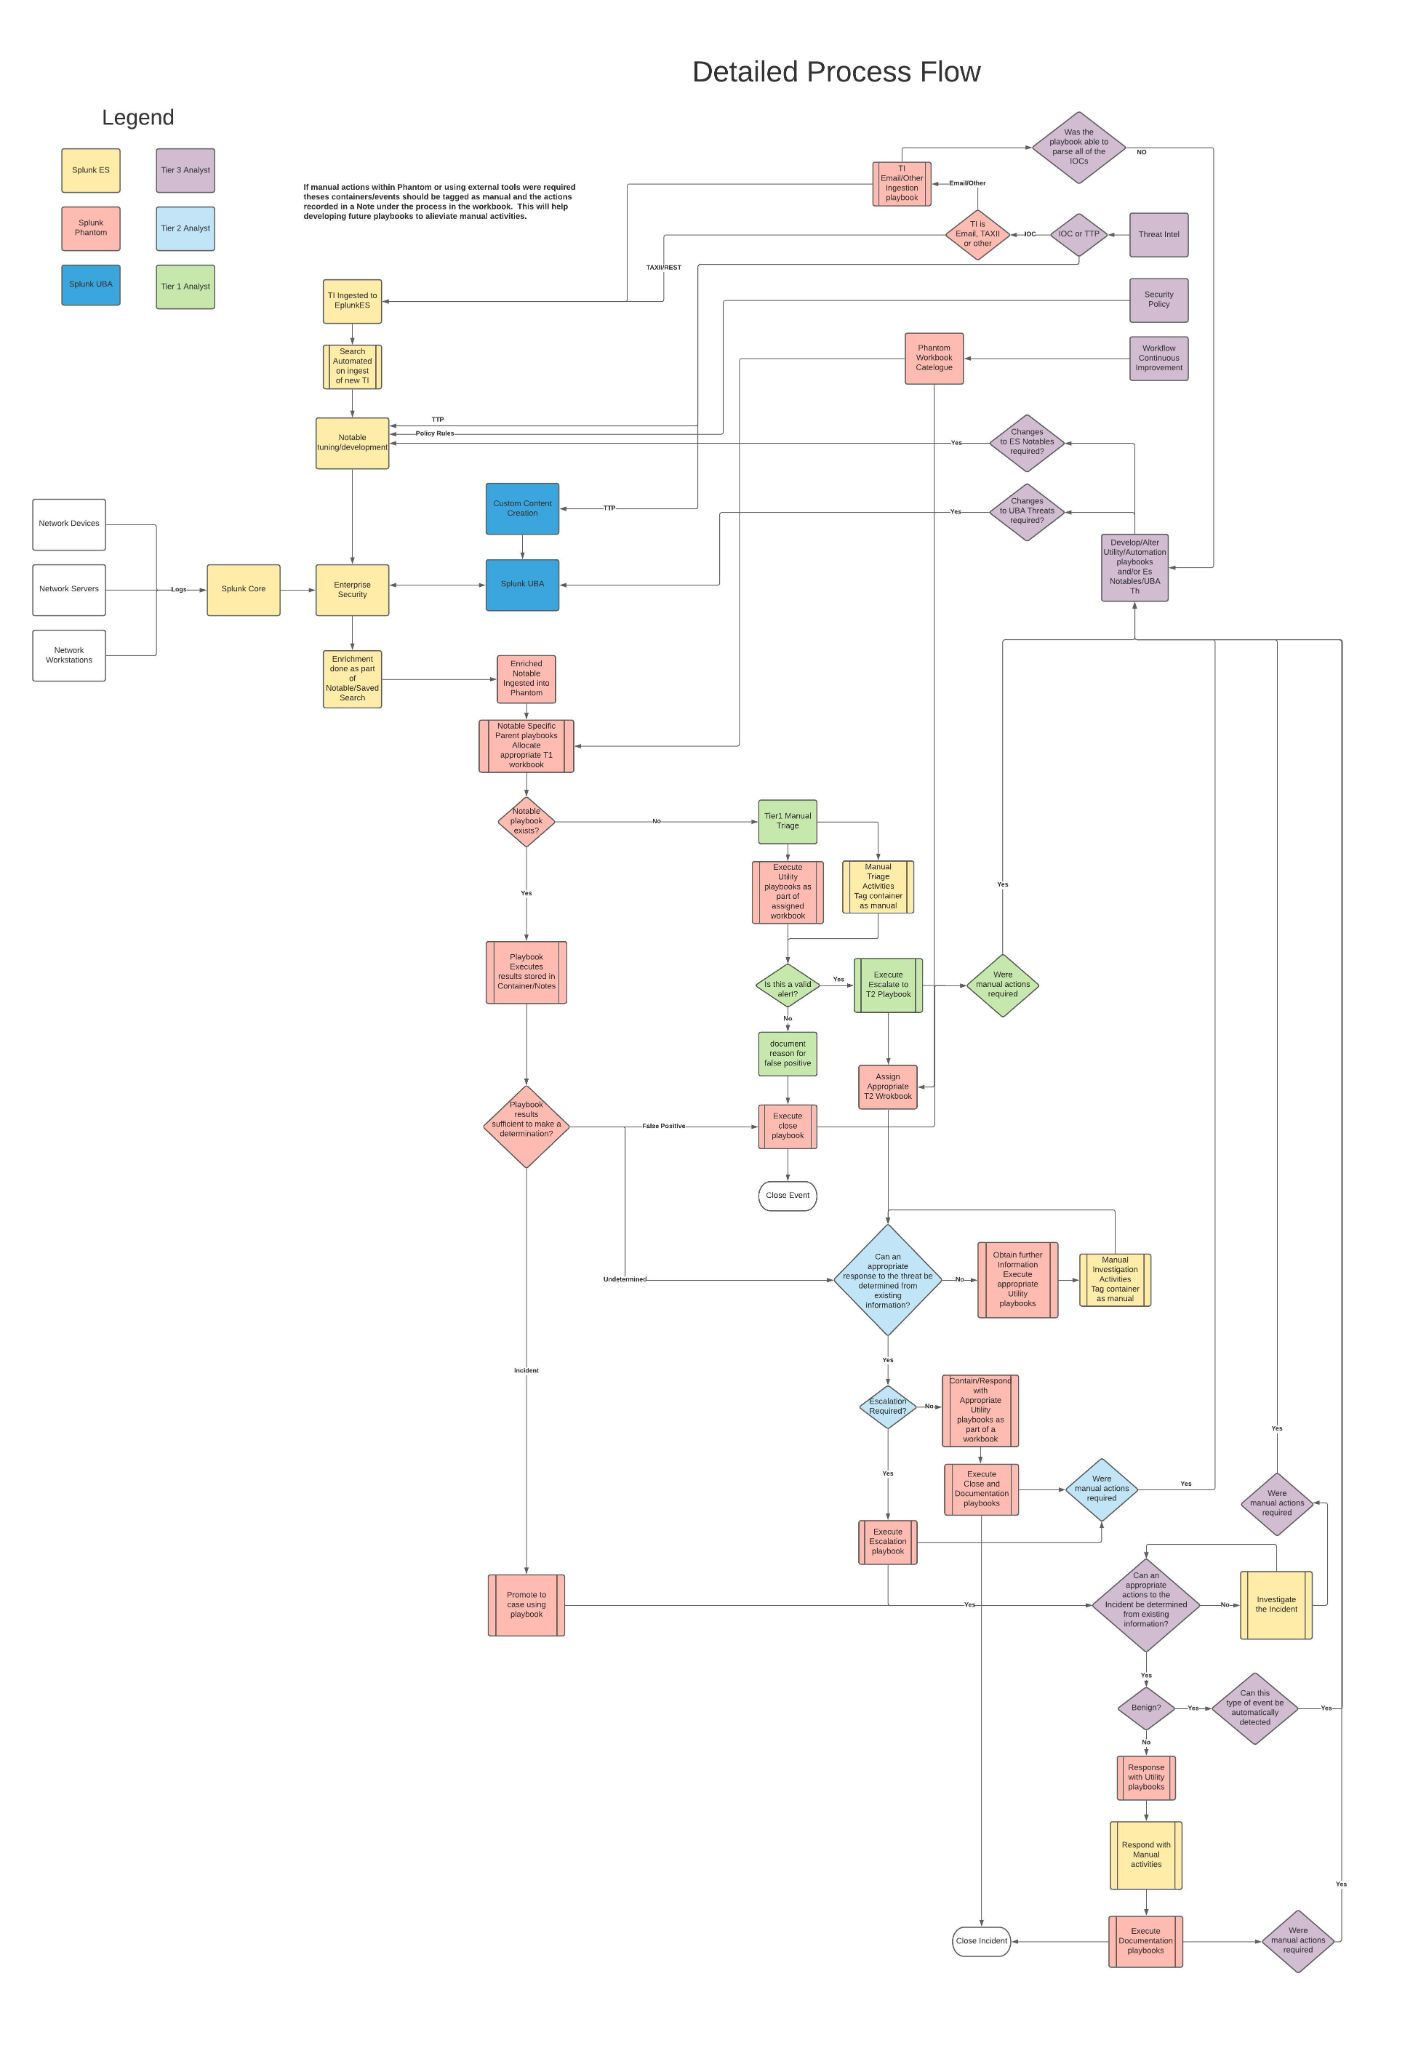 Detailed Process Flow
Legend
Splunk ES
Tier 3 Analyst
Splunk
Phantom
Tier 2 Analyst
Splunk UBA
Tier 1 Analyst
If manual actions within Phantom or using external tools were required
theses containers/events should be tagged as manual and the actions
recorded in a Note under the process in the workbook. This will help
developing future playbooks to alieviate manual activities.
Was the
playbook able to
parse all of the
IOCs
NO
TI
Email/Other
Ingestion
playbook
Email/Other
TI is
Email, TAXII
or other
IOC
IOC or TTP
Threat Intel
TAXII/REST
TI Ingested to
EplunkES
Security
Policy
Search
Automated
on ingest
of new TI
Phantom
Workbook
Catelogue
Workflow
Continuous
Improvement
TTP
Policy Rules
Notable
tuning/development
Yes
Changes
to ES Notables
required?
Custom Content
Creation
TTP
Yes
Changes
to UBA Threats
required?
Network Devices
Develop/Alter
Utility/Automation
playbooks
and/or Es
Notables/UBA
Th
Network Servers
Logs
Splunk Core
Enterprise
Security
Splunk UBA
Network
Workstations
Enrichment
done as part
of
Notable/Saved
Search
Enriched
Notable
Ingested into
Phantom
Notable Specific
Parent playbooks
Allocate
appropriate T1
workbook
Notable
playbook
exists?
No
Tier1 Manual
Triage
Yes
Execute
Utility
playbooks as
part of
assigned
workbook
Manual
Triage
Activities
Tag container
as manual
Yes
Playbook
Executes
results stored in
Container/Notes
Is this a valid
alert?
Yes
Execute
Escalate to
T2 Playbook
Were
manual actions
required
No
document
reason for
false positive
Assign
Appropriate
T2 Wrokbook
Playbook
results
sufficient to make a
determination?
False Positive
Execute
close
playbook
Close Event
Undetermined
Can an
appropriate
response to the threat be
determined from
existing
information?
No
Obtain further
Information
Execute
appropriate
Utility
playbooks
Manual
Investigation
Activities
Tag container
as manual
Yes
Incident
Escalation
Required?
No
Contain/Respond
with
Appropriate
Utility
playbooks as
part of a
workbook
Yes
Yes
Execute
Close and
Documentation
playbooks
Were
manual actions
required
Yes
Were
manual actions
required
Execute
Escalation
playbook
Promote to
case using
playbook
Yes
Can an
appropriate
actions to the
Incident be determined
from existing
information?
No
Investigate
the Incident
Yes
Benign?
Yes
Can this
type of event be
automatically
detected
Yes
No
Response
with Utility
playbooks
Respond with
Manual
activities
Yes
Close Incident
Execute
Documentation
playbooks
Were
manual actions
required